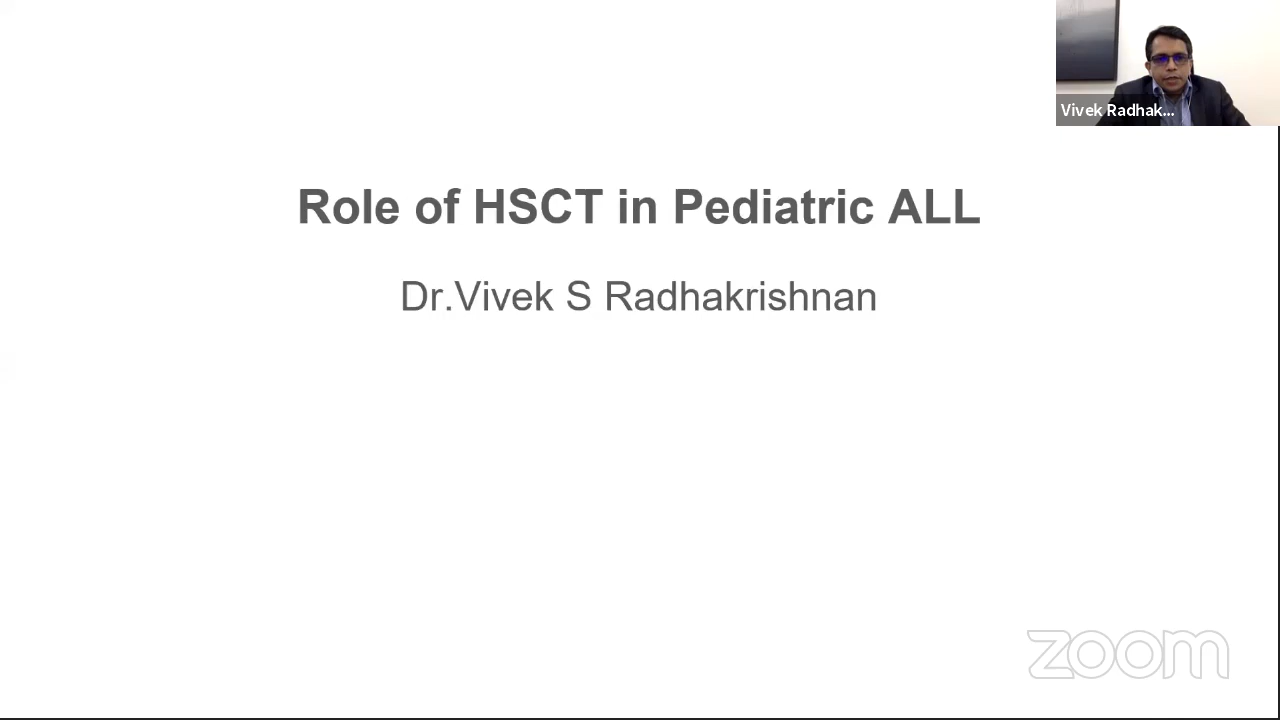 Vivek Radhak...
Role of HSCT in Pediatric ALL
Dr.Vivek S Radhakrishnan
zoom